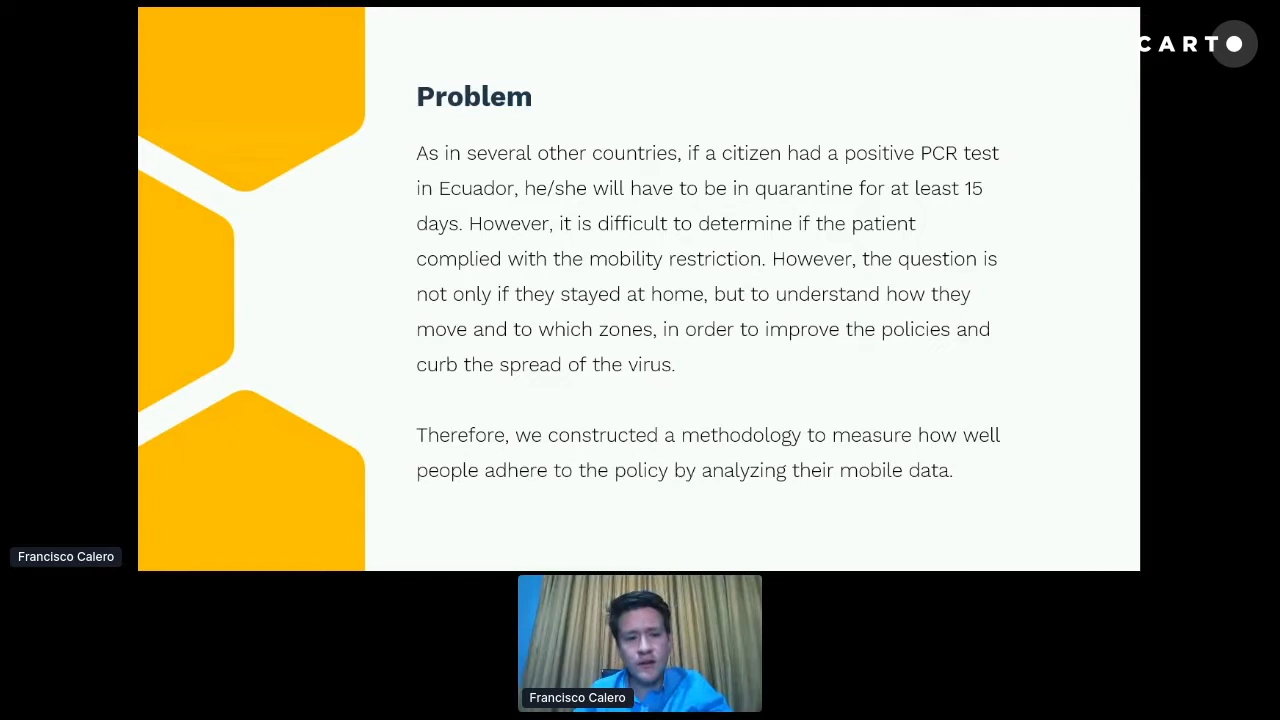 CARTO
Problem
As in several other countries, if a citizen had a positive PCR test
in Ecuador, he/she will have to be in quarantine for at least 15
days. However, it is difficult to determine if the patient
complied with the mobility restriction. However, the question is
not only if they stayed at home, but to understand how they
move and to which zones, in order to improve the policies and
curb the spread of the virus.
Therefore, we constructed a methodology to measure how well
people adhere to the policy by analyzing their mobile data.
Francisco Calero
Francisco Calero